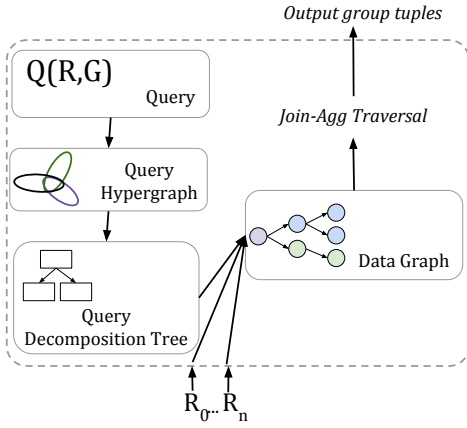 Output group tuples
Q(R,G)
Query
Join-Agg Traversal
Query
Hypergraph
Query
Decomposition Tree
Data Graph
R0... Rn